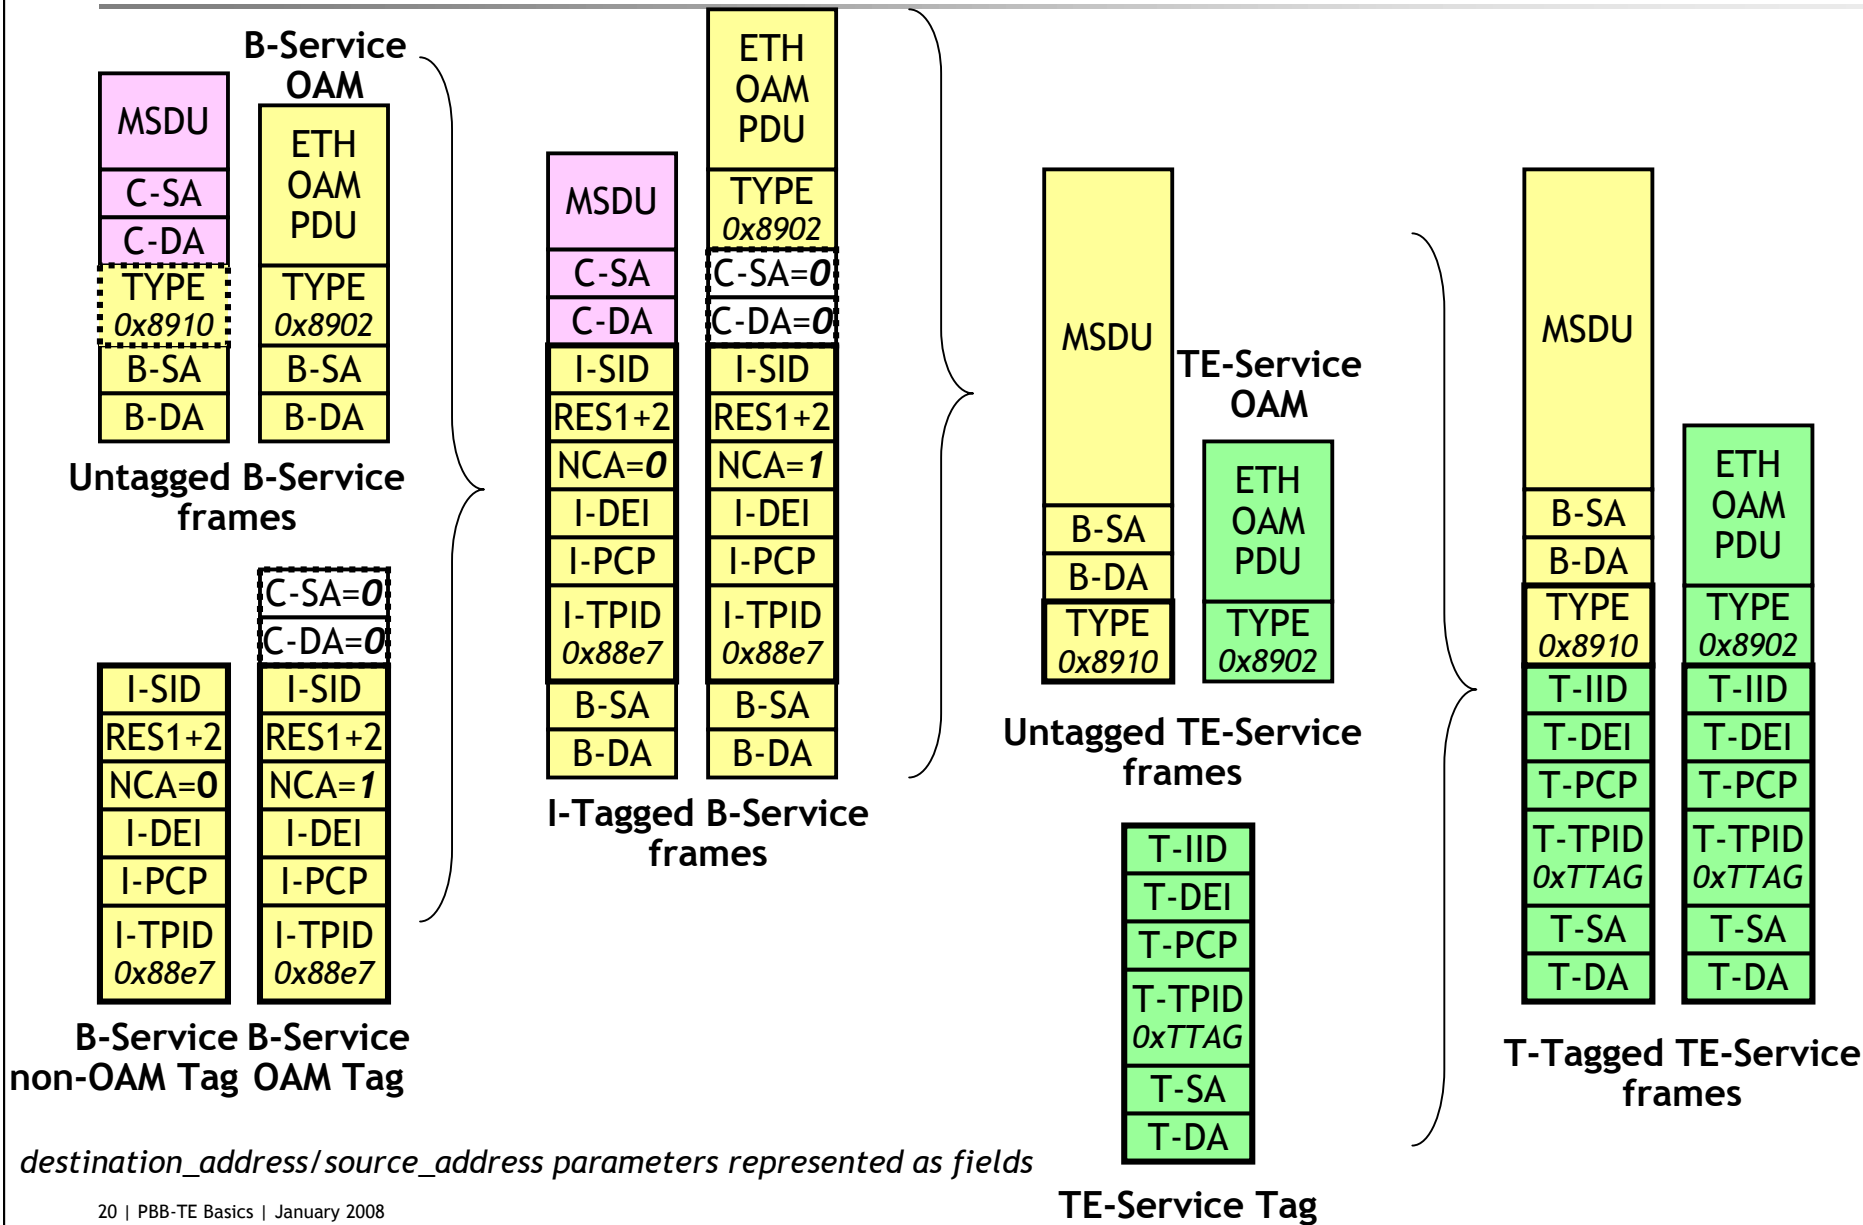 B-Service
OAM
MSDU
C-SA
C-DA
TYPE
0x8910
B-SA
B-DA
ETH
OAM
PDU
TYPE
0x8902
B-SA
B-DA
Untagged B-Service
frames
I-SID
RES1+2
NCA=0
I-DEI
I-PCP
I-TPID
0x88e7
C-SA=0
C-DA=0
I-SID
RES1+2
NCA=1
I-DEI
I-PCP
I-TPID
0x88e7
B-Service
non-OAM Tag
B-Service
OAM Tag
MSDU
C-SA
C-DA
I-SID
RES1+2
NCA=0
I-DEI
I-PCP
I-TPID
0x88e7
B-SA
B-DA
ETH
OAM
PDU
TYPE
0x8902
C-SA=0
C-DA=0
I-SID
RES1+2
NCA=1
I-DEI
I-PCP
I-TPID
0x88e7
B-SA
B-DA
I-Tagged B-Service
frames
MSDU
B-SA
B-DA
TYPE
0x8910
TE-Service
OAM
ETH
OAM
PDU
TYPE
0x8902
Untagged TE-Service
frames
T-IID
T-DEI
T-PCP
T-TPID
0xTTAG
T-SA
T-DA
TE-Service Tag
MSDU
B-SA
B-DA
TYPE
0x8910
T-IID
T-DEI
T-PCP
T-TPID
0xTTAG
T-SA
T-DA
ETH
OAM
PDU
TYPE
0x8902
T-IID
T-DEI
T-PCP
T-TPID
0xTTAG
T-SA
T-DA
T-Tagged TE-Service
frames
destination_address/source_address parameters represented as fields
20 | PBB-TE Basics | January 2008